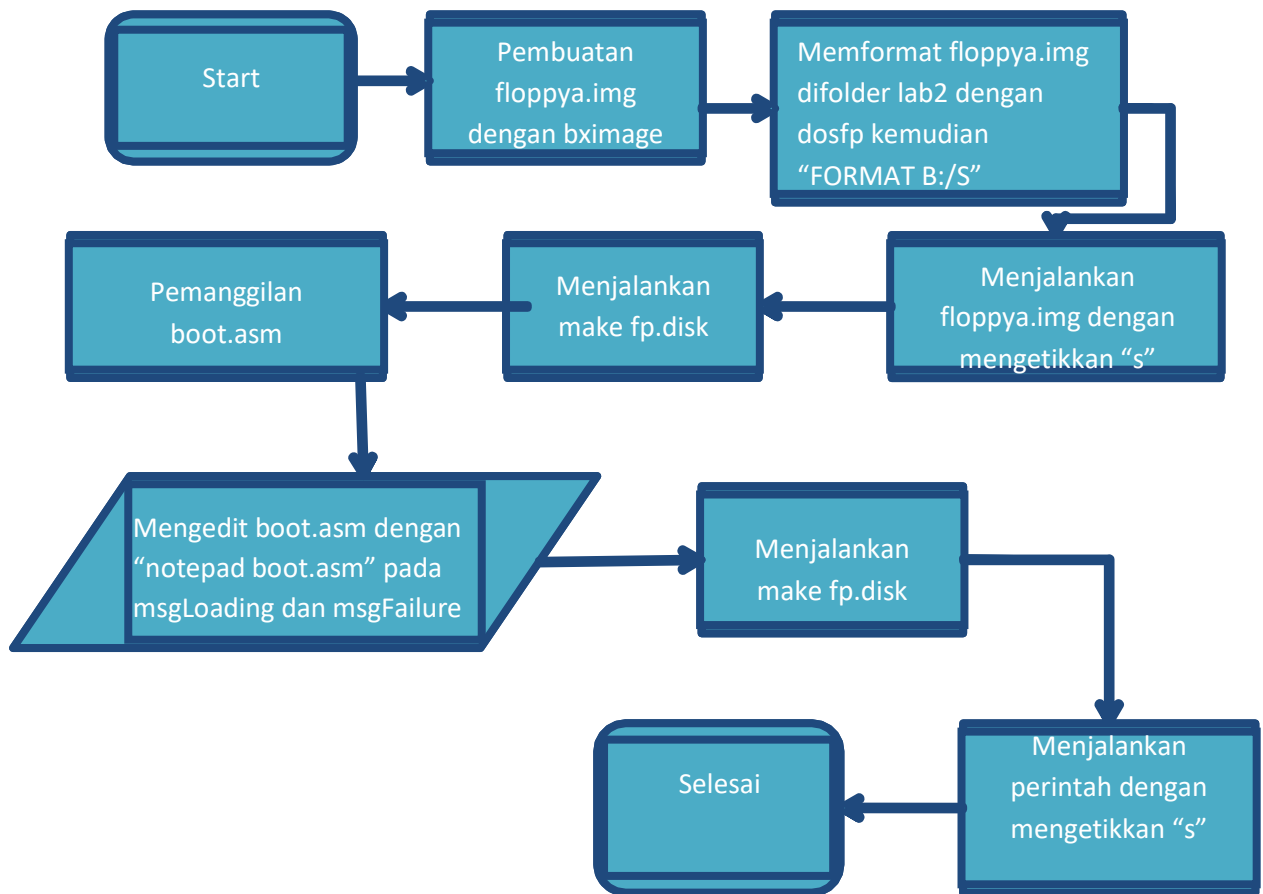 Start
Pembuatan
floppya.img
dengan bximage
Memformat floppya.img
difolder lab2 dengan
dosfp kemudian
“FORMAT B:/S”
Menjalankan
floppya.img dengan
mengetikkan “s”
Menjalankan
make fp.disk
Pemanggilan
boot.asm
Mengedit boot.asm dengan
“notepad boot.asm” pada
msgLoading dan msgFailure
Menjalankan
make fp.disk
Menjalankan
perintah dengan
mengetikkan “s”
Selesai